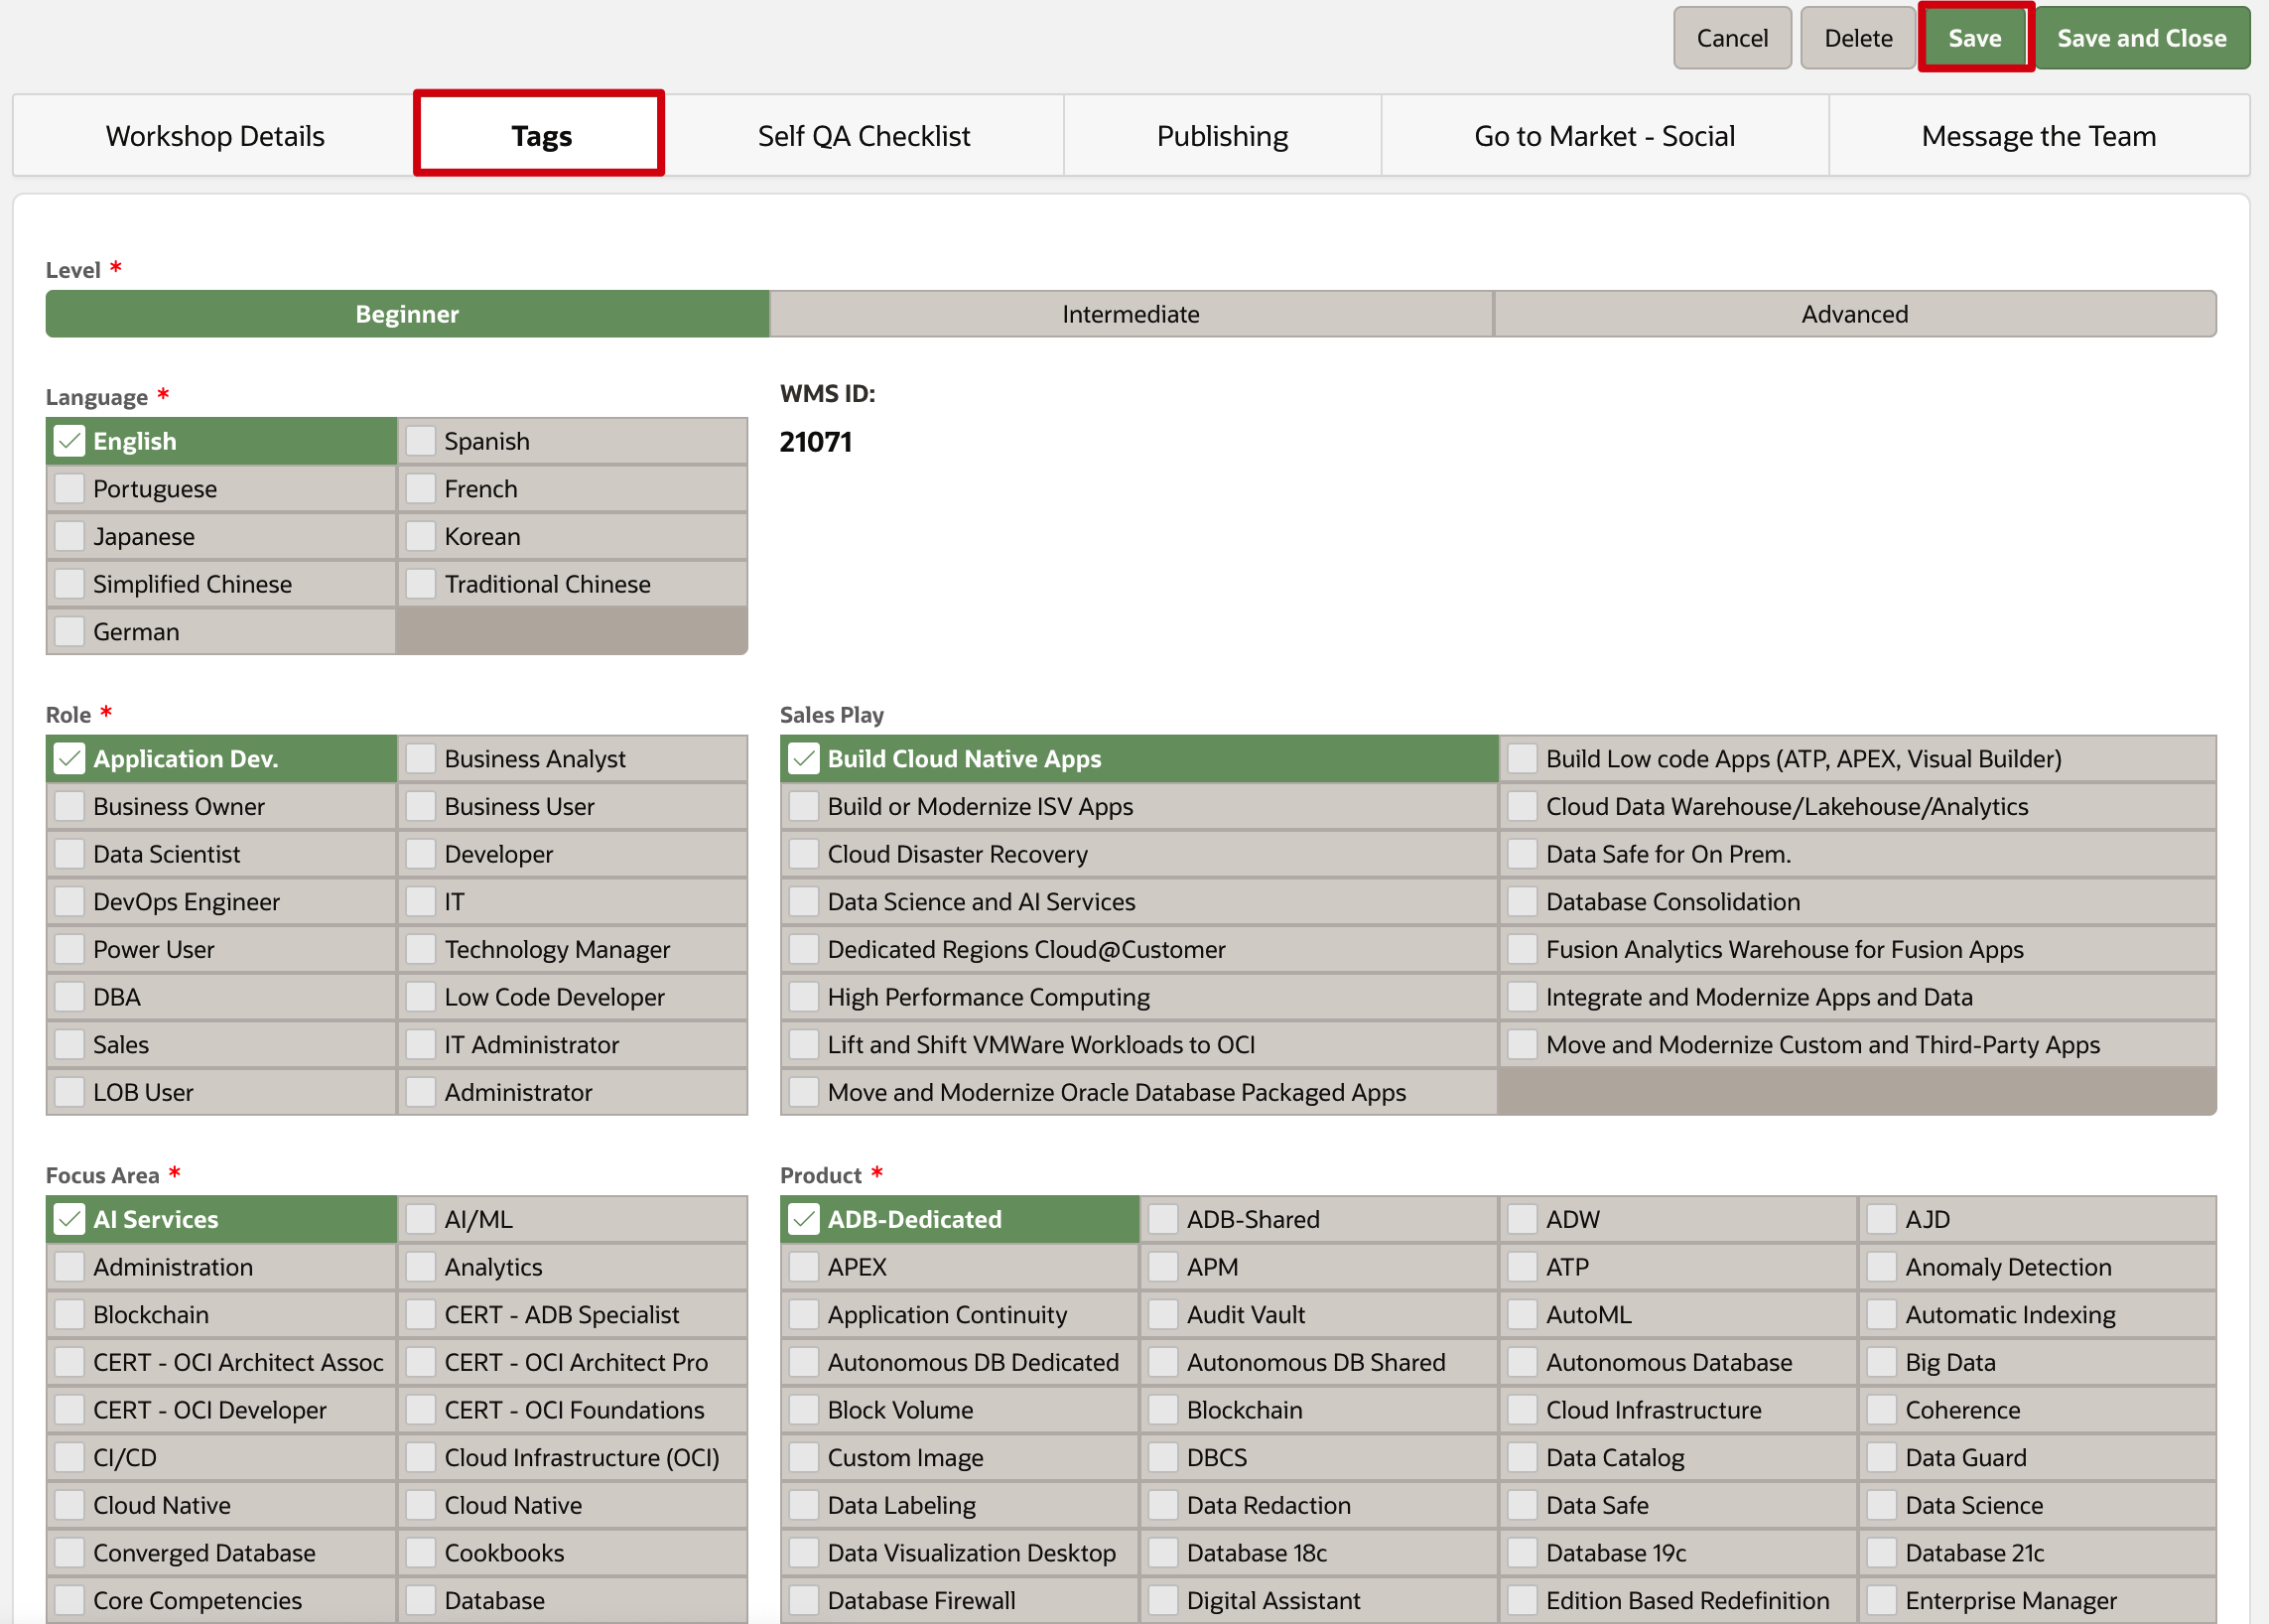 Cancel Delete Save Save and Close
Workshop Details Tags Self QA Checklist Publishing Go to Market - Social Message the Team
Level *
Beginner Intermediate Advanced
Language *
English Spanish
Portuguese French
Japanese Korean
Simplified Chinese Traditional Chinese
German
WMS ID:
21071
Role *
Application Dev. Business Analyst
Business Owner Business User
Data Scientist Developer
DevOps Engineer IT
Power User Technology Manager
DBA Low Code Developer
Sales IT Administrator
LOB User Administrator
Sales Play
Build Cloud Native Apps Build Low code Apps (ATP, APEX, Visual Builder)
Build or Modernize ISV Apps Cloud Data Warehouse/Lakehouse/Analytics
Cloud Disaster Recovery Data Safe for On Prem.
Data Science and AI Services Database Consolidation
Dedicated Regions Cloud@Customer Fusion Analytics Warehouse for Fusion Apps
High Performance Computing Integrate and Modernize Apps and Data
Lift and Shift VMWare Workloads to OCI Move and Modernize Custom and Third-Party Apps
Move and Modernize Oracle Database Packaged Apps
Focus Area *
AI Services AI/ML
Administration Analytics
Blockchain CERT - ADB Specialist
CERT - OCI Architect Assoc CERT - OCI Architect Pro
CERT - OCI Developer CERT - OCI Foundations
CI/CD Cloud Infrastructure (OCI)
Cloud Native Cloud Native
Converged Database Cookbooks
Core Competencies Database
Product *
ADB-Dedicated ADB-Shared ADW AJD
APEX APM ATP Anomaly Detection
Application Continuity Audit Vault AutoML Automatic Indexing
Autonomous DB Dedicated Autonomous DB Shared Autonomous Database Big Data
Block Volume Blockchain Cloud Infrastructure Coherence
Custom Image DBCS Data Catalog Data Guard
Data Labeling Data Redaction Data Safe Data Science
Data Visualization Desktop Database 18c Database 19c Database 21c
Database Firewall Digital Assistant Edition Based Redefinition Enterprise Manager